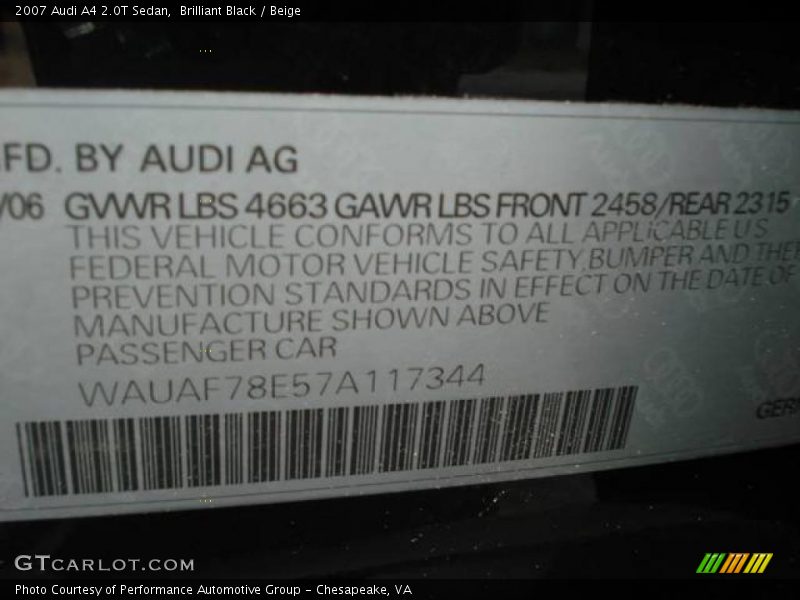 2007 Audi A4 2.0T Sedan,  Brilliant Black / Beige
MFD. BY AUDI AG
/06 GVWR LBS 4663 GAWR LBS FRONT 2458/REAR 2315
THIS VEHICLE CONFORMS TO ALL APPLICABLE US
FEDERAL MOTOR VEHICLE SAFETY, BUMPER AND THE
PREVENTION STANDARDS IN EFFECT ON THE DATE OF
MANUFACTURE SHOWN ABOVE
PASSENGER CAR
WAUAF78E57A117344
GER
GTCARLOT.COM
Photo Courtesy of Performance Automotive Group - Chesapeake, VA